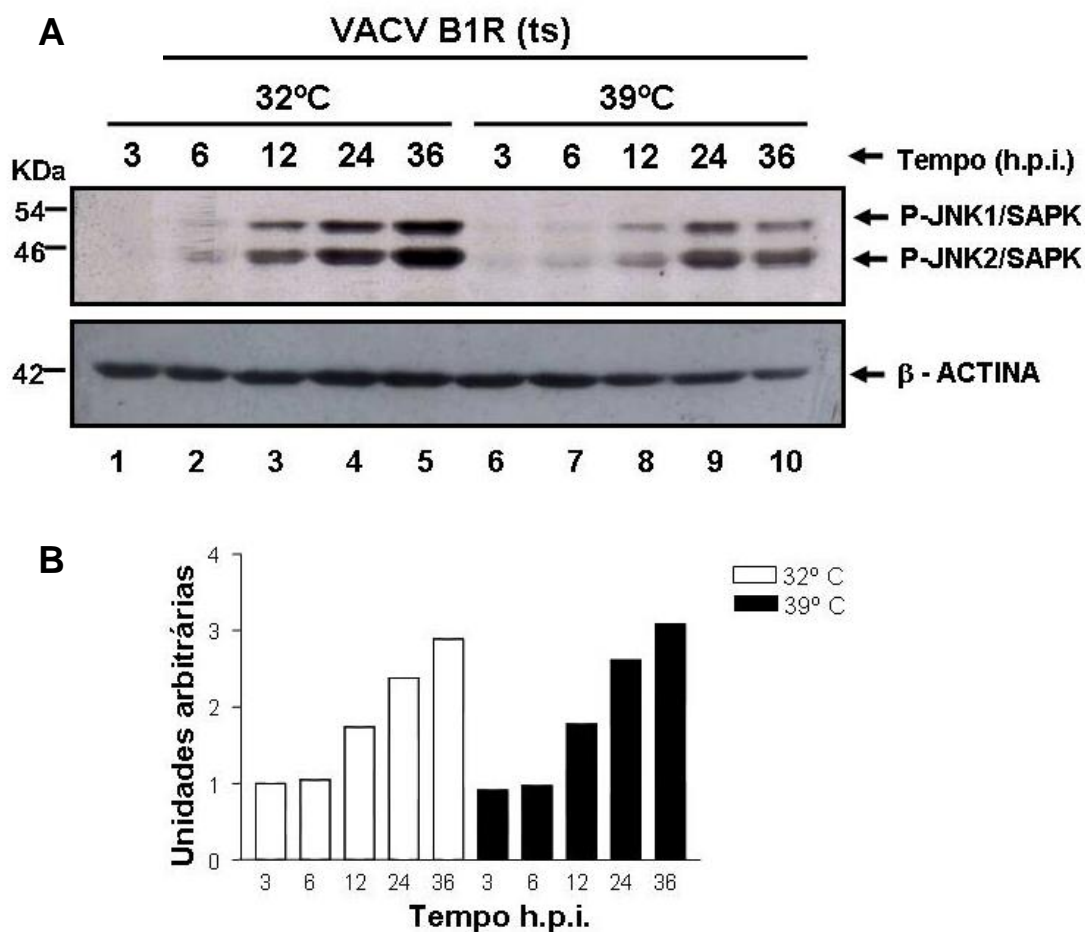 A
VACV B1R (ts)
32ºC 39ºC
3 6 12 24 36 3 6 12 24 36 Tempo (h.p.i.)
KDa
54 P-JNK1/SAPK
46 P-JNK2/SAPK
42 β - ACTINA
1 2 3 4 5 6 7 8 9 10
B
Unidades arbitrárias
4
3
2
1
0
32º C
39º C
3 6 12 24 36 3 6 12 24 36
Tempo h.p.i.